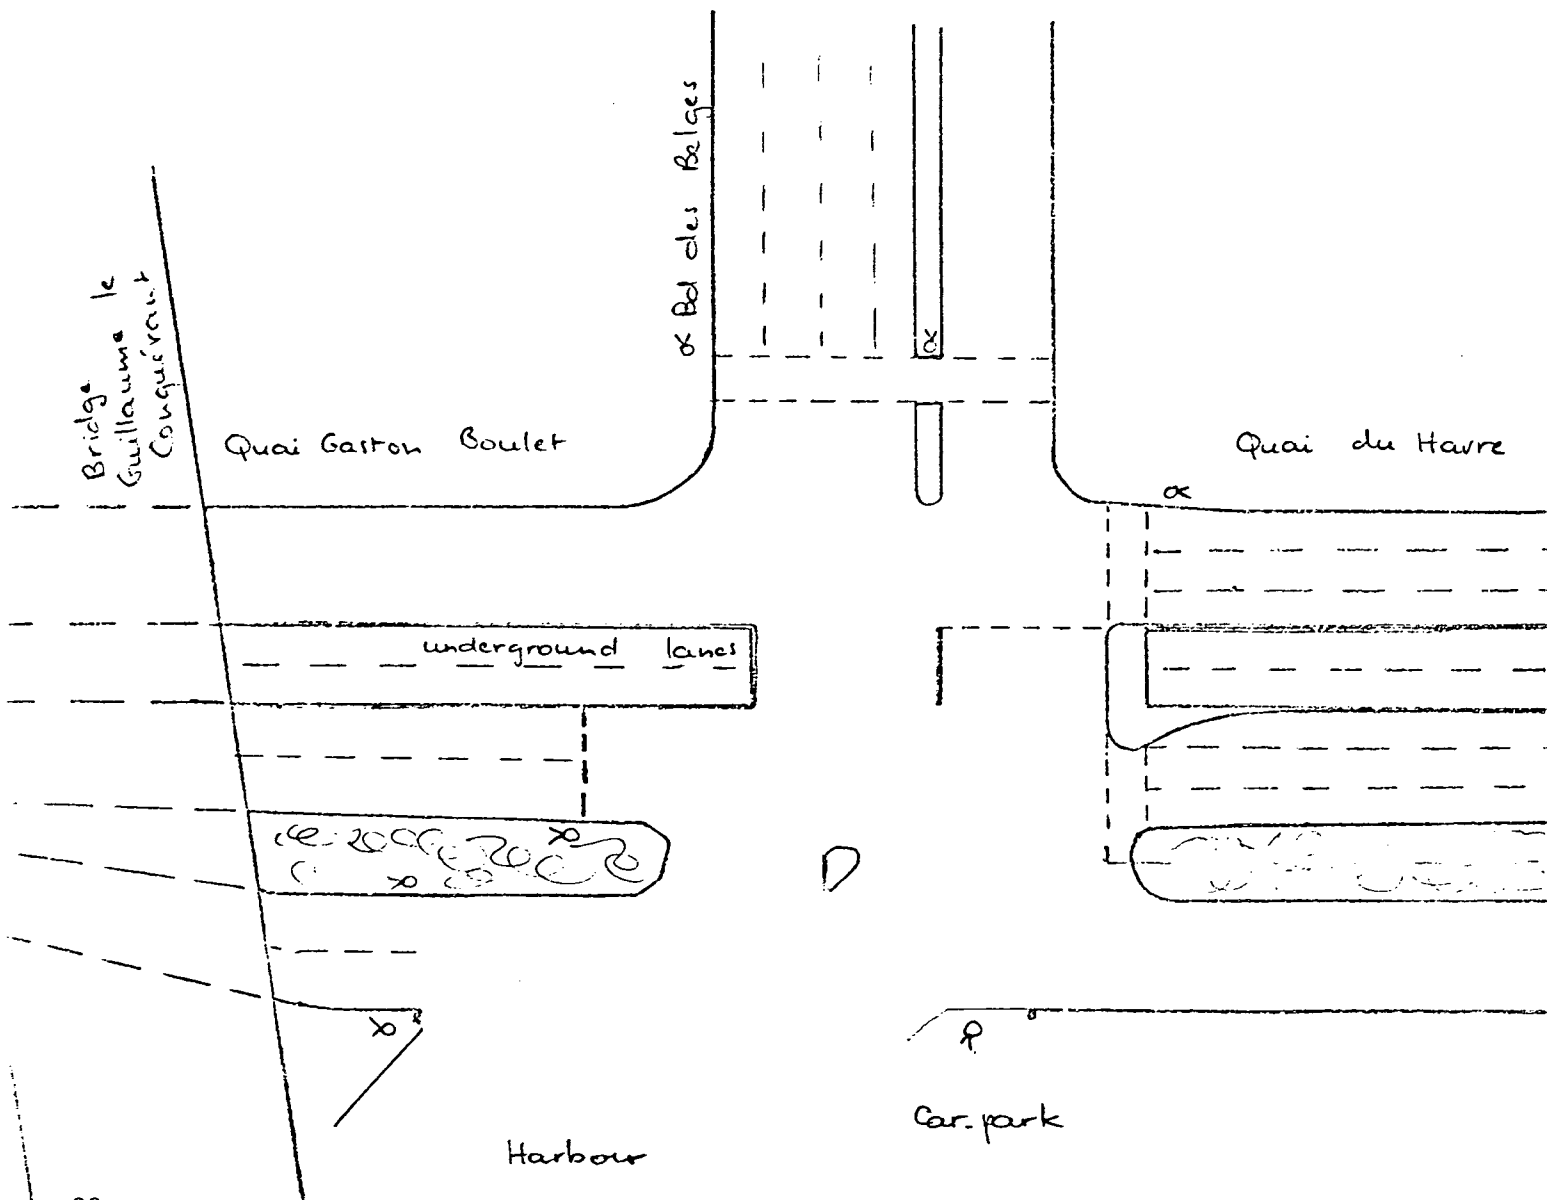 Bd des Belges
Bridge
Guillaume le
Conquérant
Quai Gaston Boulet
Quai du Havre
underground lanes
Car-park
Harbour